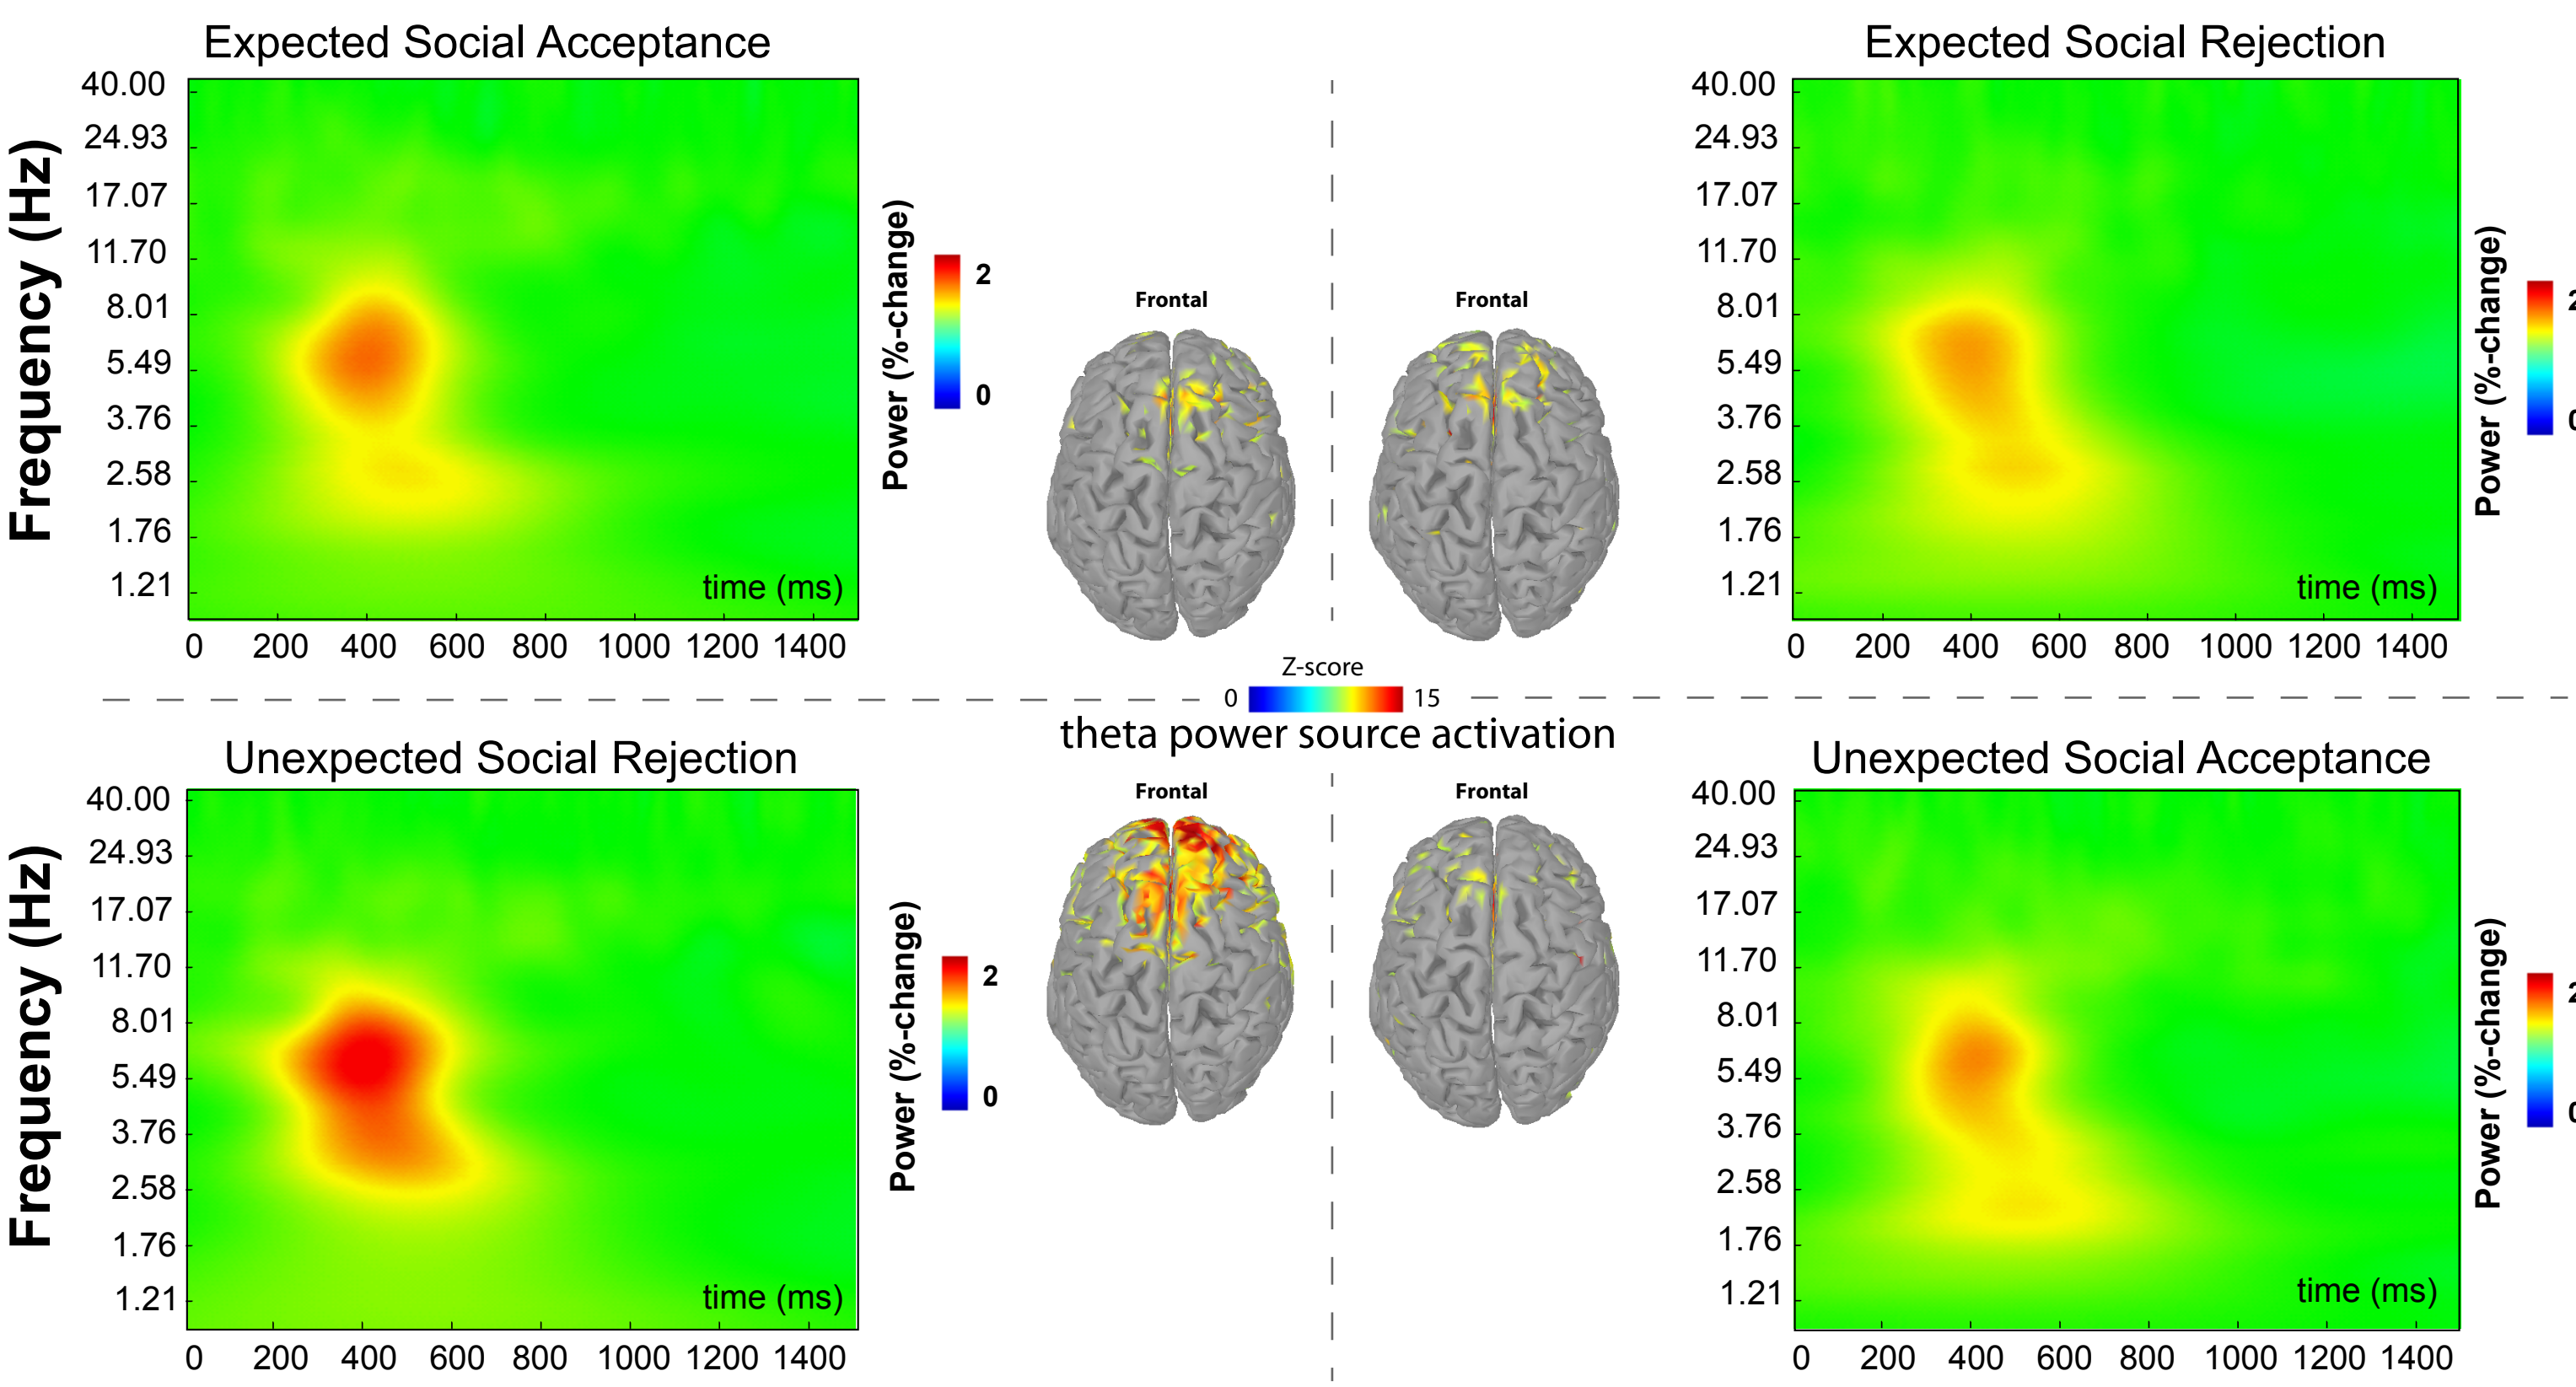 Expected Social Acceptance
Frequency (Hz)
40.00
24.93
17.07
11.70
8.01
5.49
3.76
2.58
1.76
1.21
time (ms)
0 200 400 600 800 1000 1200 1400
Power (%-change)
2
0
Frontal
Frontal
Expected Social Rejection
40.00
24.93
17.07
11.70
8.01
5.49
3.76
2.58
1.76
1.21
time (ms)
0 200 400 600 800 1000 1200 1400
Power (%-change)
2
0
Z-score
0 15
theta power source activation
Unexpected Social Rejection
Frequency (Hz)
40.00
24.93
17.07
11.70
8.01
5.49
3.76
2.58
1.76
1.21
time (ms)
0 200 400 600 800 1000 1200 1400
Power (%-change)
2
0
Frontal
Frontal
Unexpected Social Acceptance
40.00
24.93
17.07
11.70
8.01
5.49
3.76
2.58
1.76
1.21
time (ms)
0 200 400 600 800 1000 1200 1400
Power (%-change)
2
0